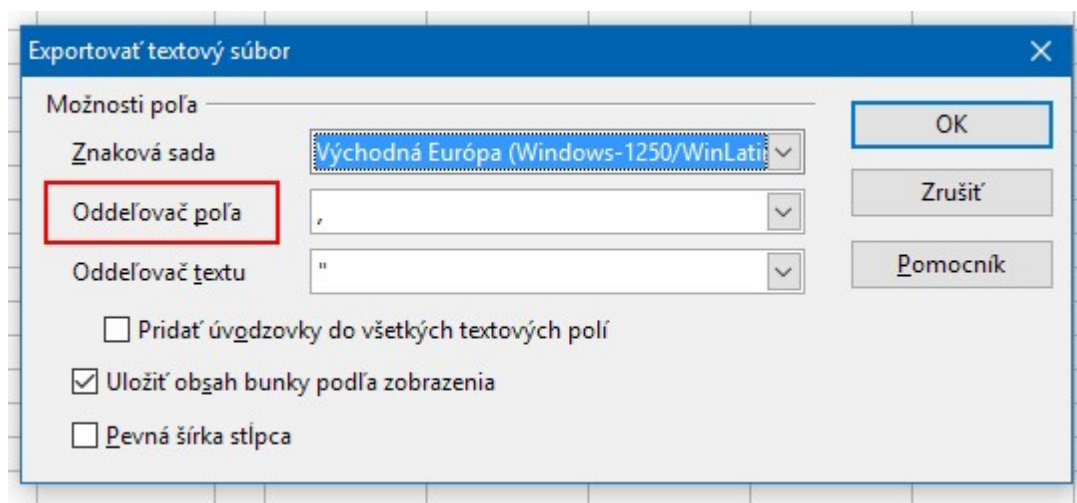 Exportovať textový súbor
Možnosti poľa
OK
Znaková sada
Východná Európa (Windows-1250/WinLati
Oddeľovač poľa
,
Zrušiť
Oddeľovač textu
"
Pomocník
Pridať úvodzovky do všetkých textových polí
Uložiť obsah bunky podľa zobrazenia
Pevná šírka stĺpca